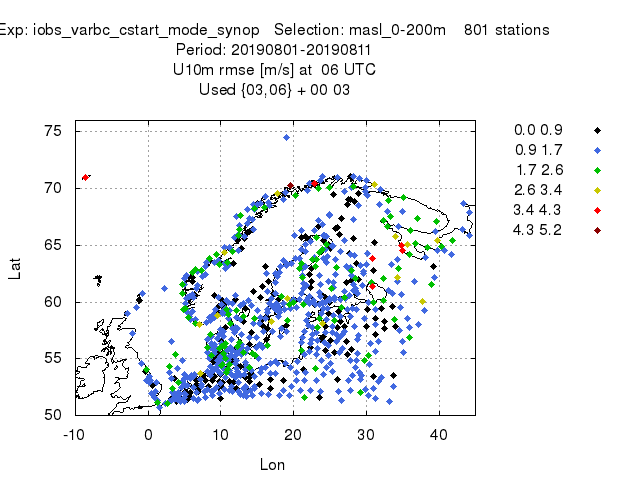 Exp: iobs_varbc_cstart_mode_synop   Selection: masl_0-200m    801 stations
Period: 20190801-20190811
U10m rmse [m/s] at  06 UTC
Used {03,06} + 00 03
0.0 0.9
0.9 1.7
1.7 2.6
2.6 3.4
3.4 4.3
4.3 5.2
75
70
65
60
55
50
Lat
-10 0 10 20 30 40
Lon